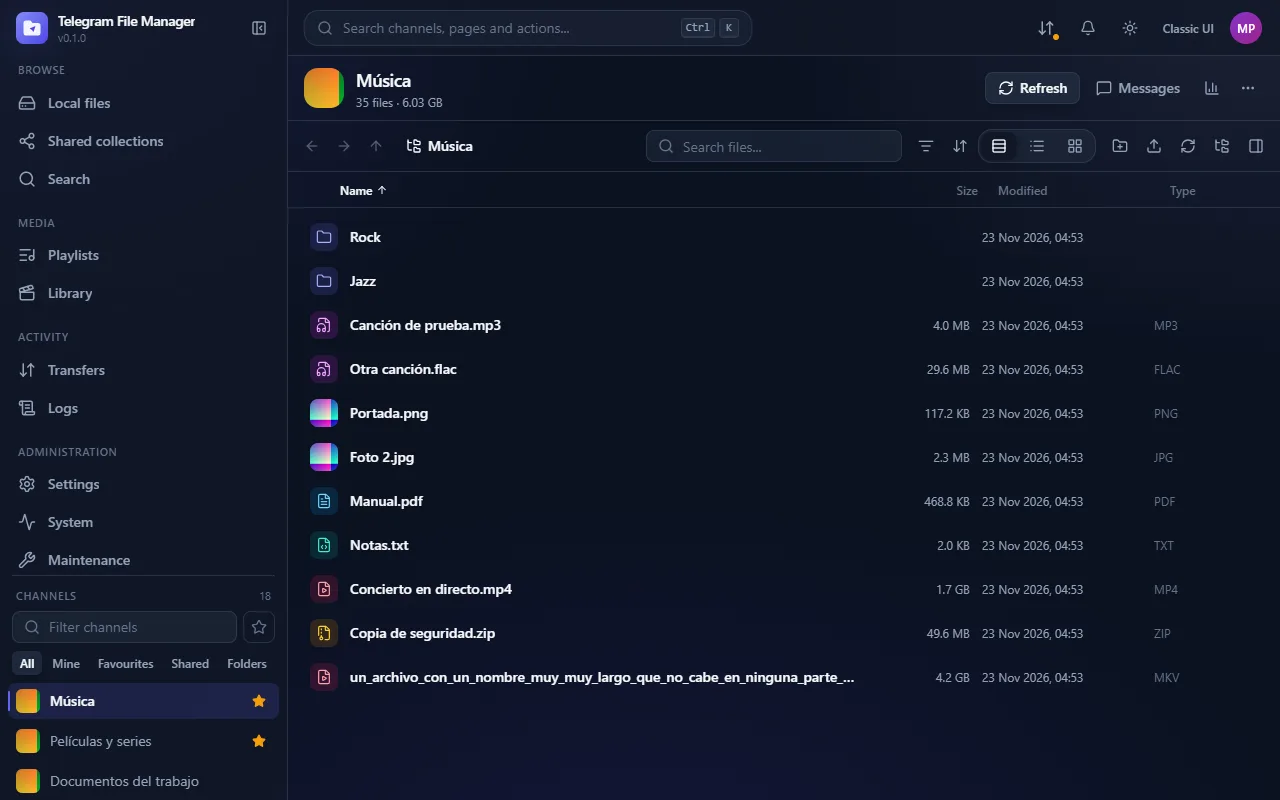 Telegram File Manager
v0.1.0
BROWSE
Local files
Shared collections
Search
MEDIA
Playlists
Library
ACTIVITY
Transfers
Logs
ADMINISTRATION
Settings
System
Maintenance
CHANNELS 18
Filter channels
All Mine Favourites Shared Folders
Música
Películas y series
Documentos del trabajo
Search channels, pages and actions... Ctrl K
Classic UI MP
Música
35 files · 6.03 GB
Refresh Messages
Música
Search files...
Name Size Modified Type
Rock 23 Nov 2026, 04:53
Jazz 23 Nov 2026, 04:53
Canción de prueba.mp3 4.0 MB 23 Nov 2026, 04:53 MP3
Otra canción.flac 29.6 MB 23 Nov 2026, 04:53 FLAC
Portada.png 117.2 KB 23 Nov 2026, 04:53 PNG
Foto 2.jpg 2.3 MB 23 Nov 2026, 04:53 JPG
Manual.pdf 468.8 KB 23 Nov 2026, 04:53 PDF
Notas.txt 2.0 KB 23 Nov 2026, 04:53 TXT
Concierto en directo.mp4 1.7 GB 23 Nov 2026, 04:53 MP4
Copia de seguridad.zip 49.6 MB 23 Nov 2026, 04:53 ZIP
un_archivo_con_un_nombre_muy_muy_largo_que_no_cabe_en_ninguna_parte_... 4.2 GB 23 Nov 2026, 04:53 MKV